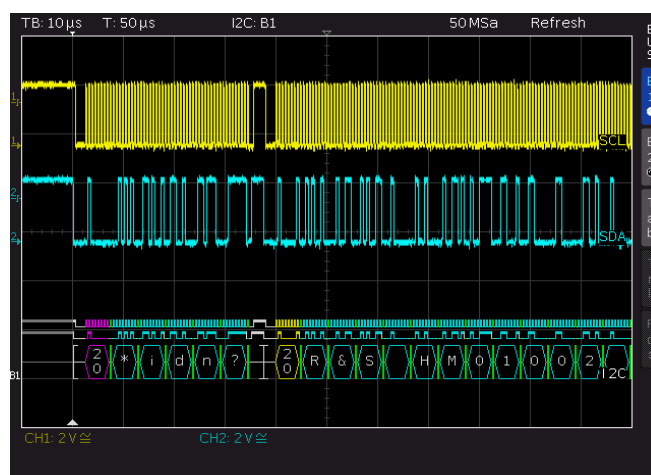 TB: 10 µs T: 50 µs I2C: B1 50 MSa Refresh
SCL
SDA
20 * i d n ? 20 R & S H M O 1 0 0 2
I2C
B1
CH1: 2 V CH2: 2 V